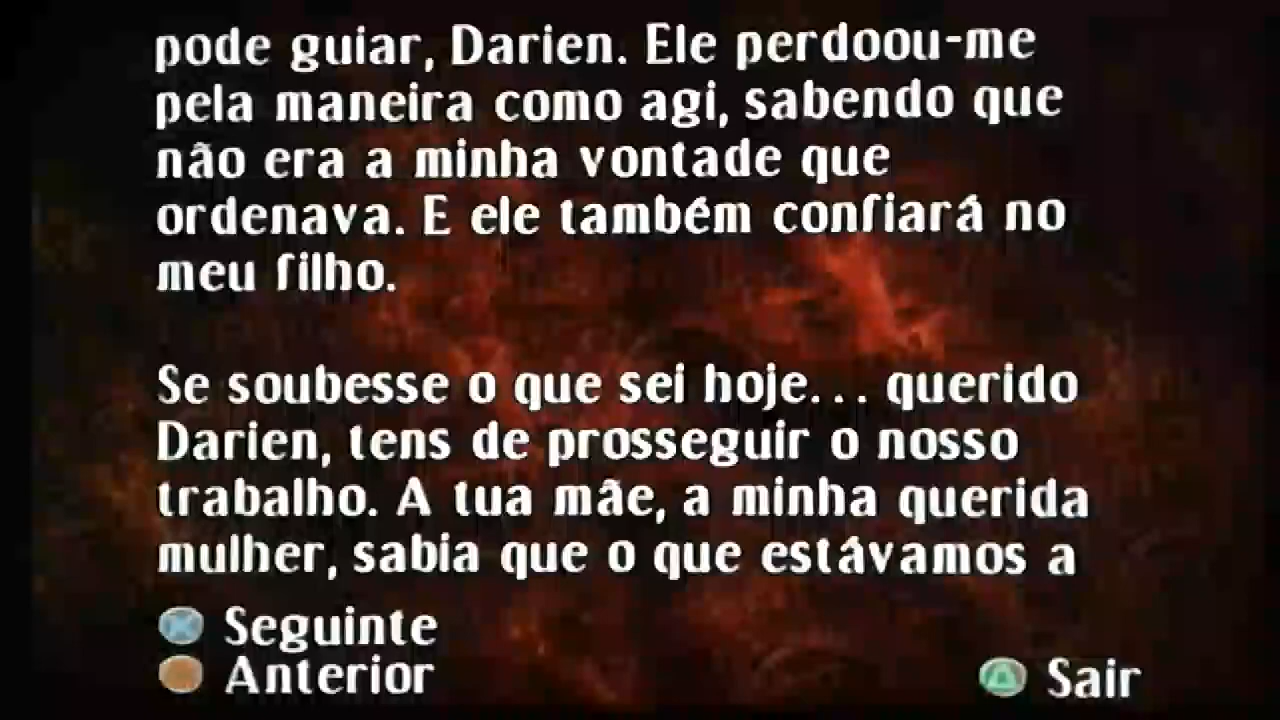 pode guiar, Darien. Ele perdoou-me
pela maneira como agi, sabendo que
não era a minha vontade que
ordenava. E ele também confiará no
meu filho.
Se soubesse o que sei hoje... querido
Darien, tens de prosseguir o nosso
trabalho. A tua mãe, a minha querida
mulher, sabia que o que estávamos a
Seguinte
Anterior
Sair